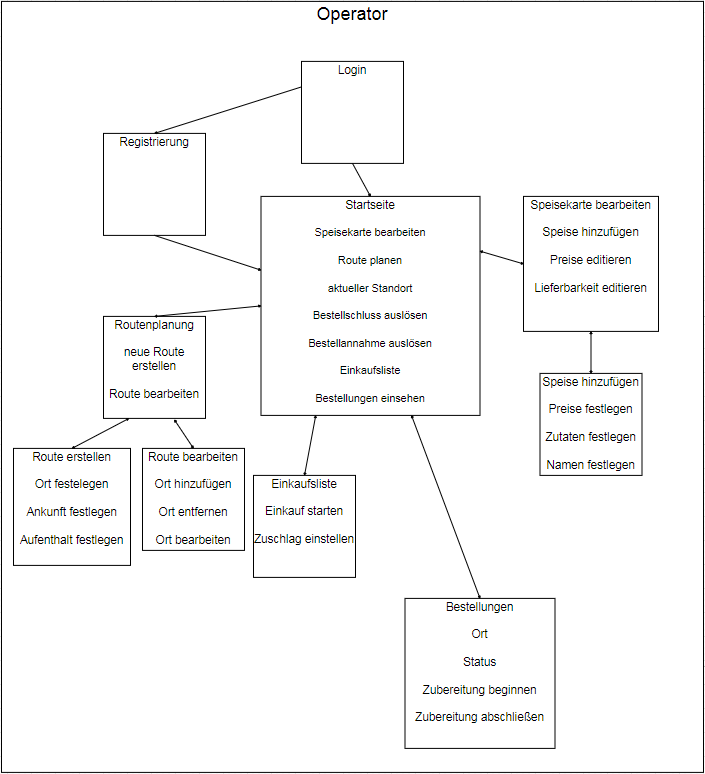 Operator
Login
Registrierung
Startseite
Speisekarte bearbeiten
Route planen
aktueller Standort
Bestellschluss auslösen
Bestellannahme auslösen
Einkaufsliste
Bestellungen einsehen
Speisekarte bearbeiten
Speise hinzufügen
Preise editieren
Lieferbarkeit editieren
Routenplanung
neue Route
erstellen
Route bearbeiten
Speise hinzufügen
Preise festlegen
Zutaten festlegen
Namen festlegen
Route erstellen
Ort festelegen
Ankunft festlegen
Aufenthalt festlegen
Route bearbeiten
Ort hinzufügen
Ort entfernen
Ort bearbeiten
Einkaufsliste
Einkauf starten
Zuschlag einstellen
Bestellungen
Ort
Status
Zubereitung beginnen
Zubereitung abschließen